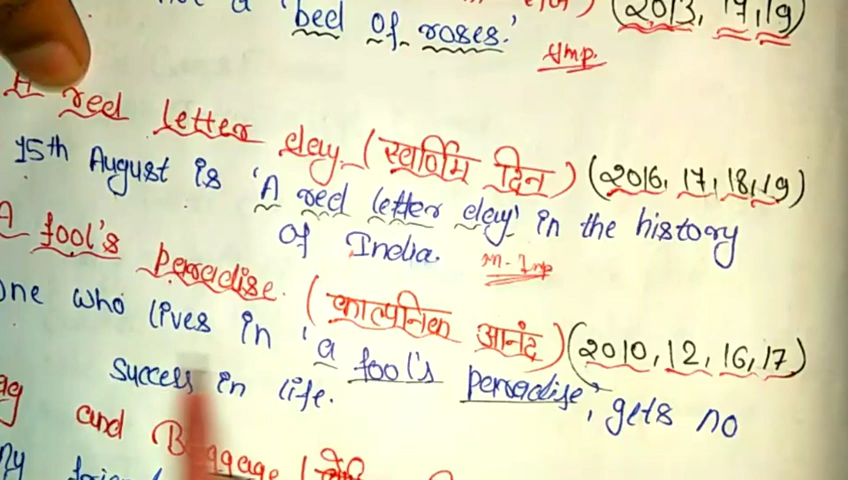 a 'bed of roses.' (2013, 17, 19)
Imp.
A red letter day. (स्वर्णिम दिन) (2016, 17, 18, 19)
15th August is 'A red letter day' in the history
of India. m. Imp
A fool's peradise. (काल्पनिक आनंद) (2010, 12, 16, 17)
one who lives in 'a fool's peradise', gets no
success in life.
and Baggage (